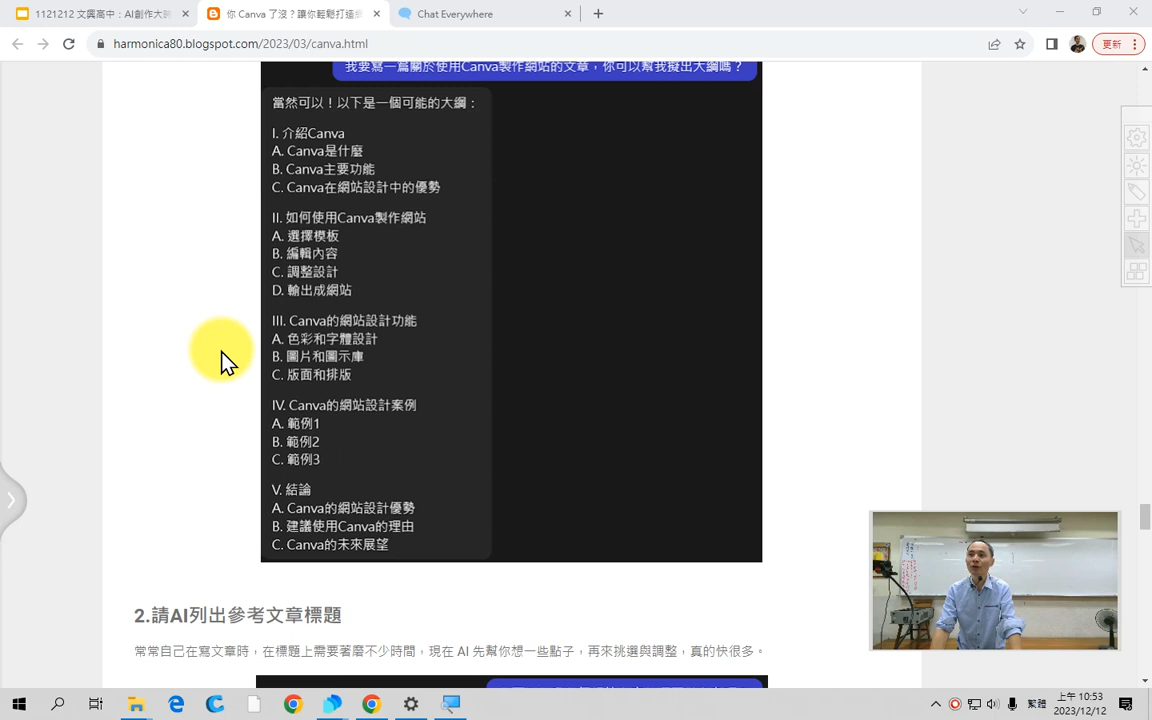 1121212 文興高中：AI創作大
你 Canva 了沒？讓你輕鬆打造
Chat Everywhere
harmonica80.blogspot.com/2023/03/canva.html
更新
我要寫一篇關於使用Canva製作網站的文章，你可以幫我擬出大綱嗎？
當然可以！以下是一個可能的大綱：
I. 介紹Canva
A. Canva是什麼
B. Canva主要功能
C. Canva在網站設計中的優勢
II. 如何使用Canva製作網站
A. 選擇模板
B. 編輯內容
C. 調整設計
D. 輸出成網站
III. Canva的網站設計功能
A. 色彩和字體設計
B. 圖片和圖示庫
C. 版面和排版
IV. Canva的網站設計案例
A. 範例1
B. 範例2
C. 範例3
V. 結論
A. Canva的網站設計優勢
B. 建議使用Canva的理由
C. Canva的未來展望
2.請AI列出參考文章標題
常常自己在寫文章時，在標題上需要著磨不少時間，現在 AI 先幫你想一些點子，再來挑選與調整，真的快很多。
繁體
上午 10:53
2023/12/12